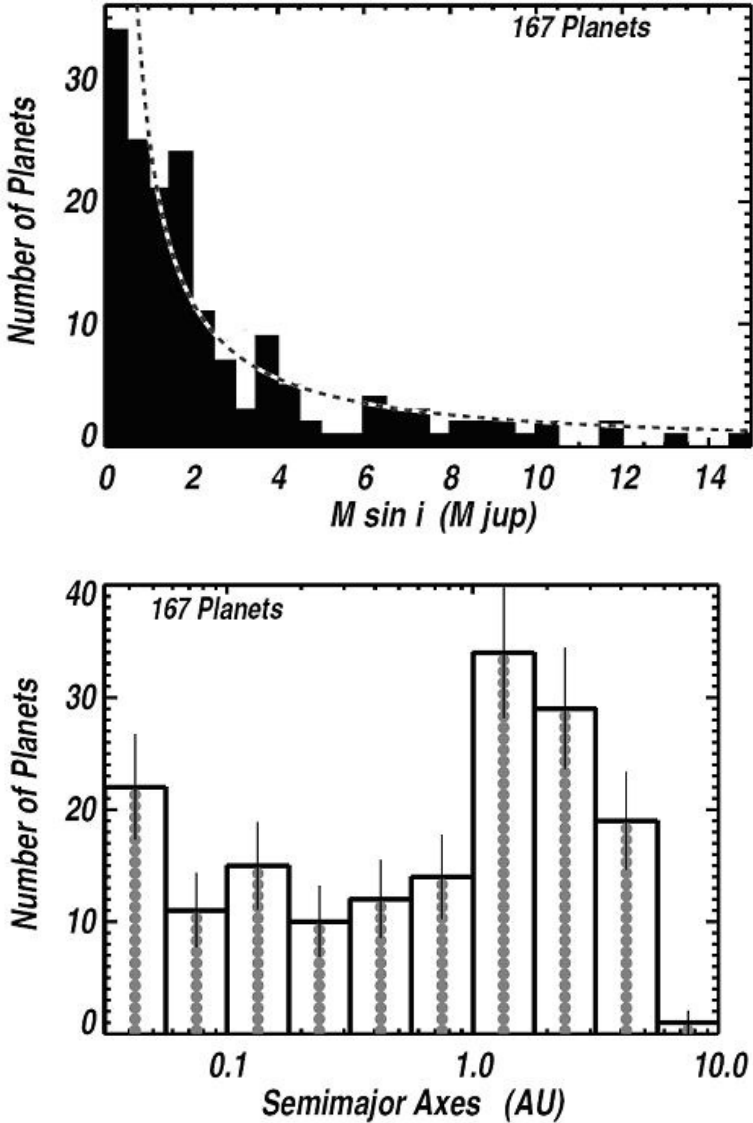 167 Planets
Number of Planets
30
20
10
0
0 2 4 6 8 10 12 14
M sin i (M jup)
167 Planets
Number of Planets
40
30
20
10
0
0.1 1.0 10.0
Semimajor Axes (AU)